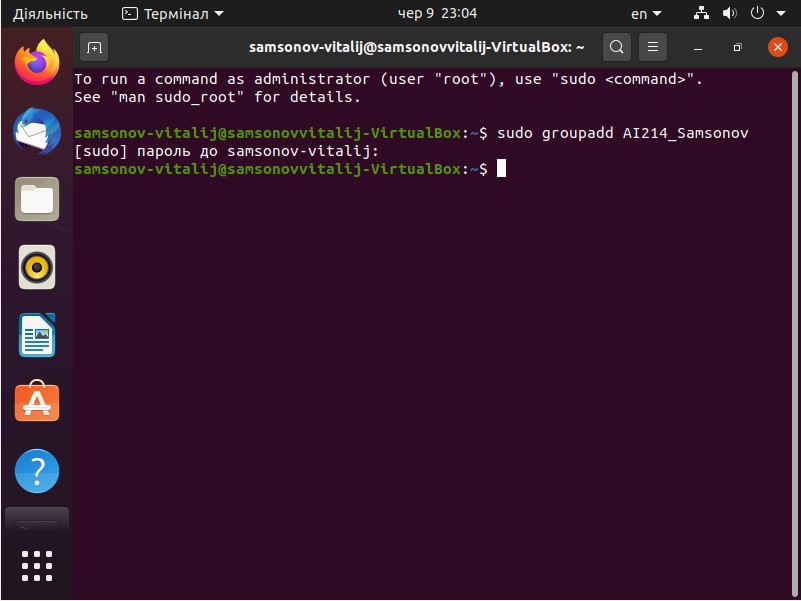 Діяльність Термінал чер 9 23:04 en
samsonov-vitalij@samsonovvitalij-VirtualBox: ~
To run a command as administrator (user "root"), use "sudo <command>".
See "man sudo_root" for details.
samsonov-vitalij@samsonovvitalij-VirtualBox:~$ sudo groupadd AI214_Samsonov
[sudo] пароль до samsonov-vitalij:
samsonov-vitalij@samsonovvitalij-VirtualBox:~$